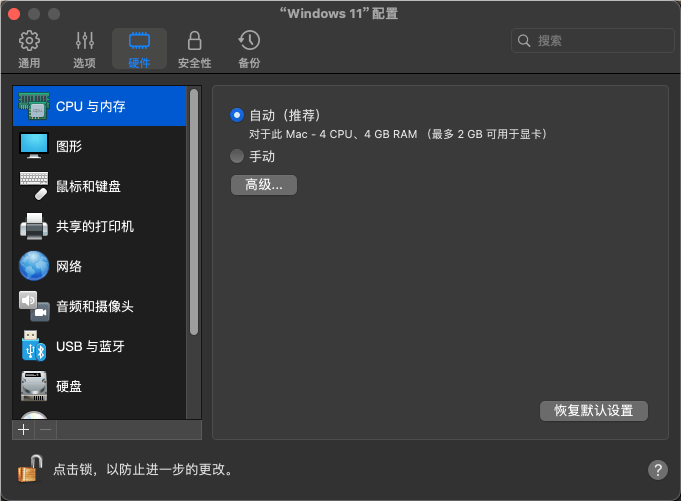 “Windows 11”配置
通用
选项
硬件
安全性
备份
搜索
CPU 与内存
图形
鼠标和键盘
共享的打印机
网络
音频和摄像头
USB 与蓝牙
硬盘
自动（推荐）
对于此 Mac - 4 CPU、4 GB RAM （最多 2 GB 可用于显卡）
手动
高级...
恢复默认设置
点击锁，以防止进一步的更改。
?